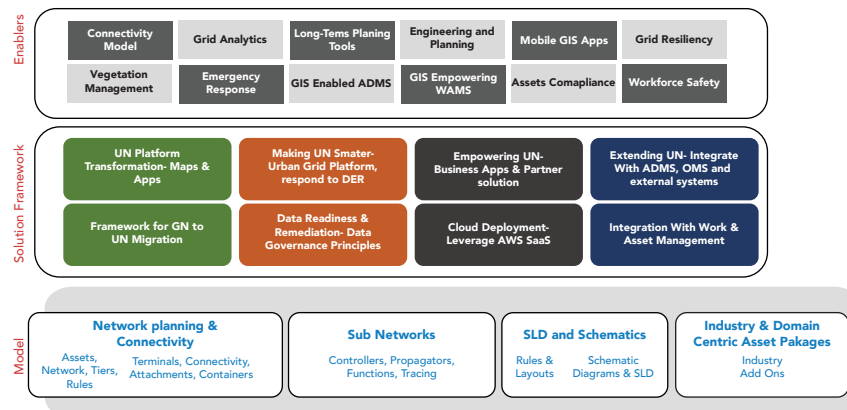 Enablers
Connectivity
Model
Grid Analytics
Long-Tems Planing
Tools
Engineering and
Planning
Mobile GIS Apps
Grid Resiliency
Vegetation
Management
Emergency
Response
GIS Enabled ADMS
GIS Empowering
WAMS
Assets Comapliance
Workforce Safety
Solution Framework
UN Platform
Transformation- Maps &
Apps
Making UN Smater-
Urban Grid Platform,
respond to DER
Empowering UN-
Business Apps & Partner
solution
Extending UN- Integrate
With ADMS, OMS and
external systems
Framework for GN to
UN Migration
Data Readiness &
Remediation- Data
Governance Principles
Cloud Deployment-
Leverage AWS SaaS
Integration With Work &
Asset Management
Model
Network planning &
Connectivity
Assets,
Network, Tiers,
Rules
Terminals, Connectivity,
Attachments, Containers
Sub Networks
Controllers, Propagators,
Functions, Tracing
SLD and Schematics
Rules &
Layouts
Schematic
Diagrams & SLD
Industry & Domain
Centric Asset Pakages
Industry
Add Ons